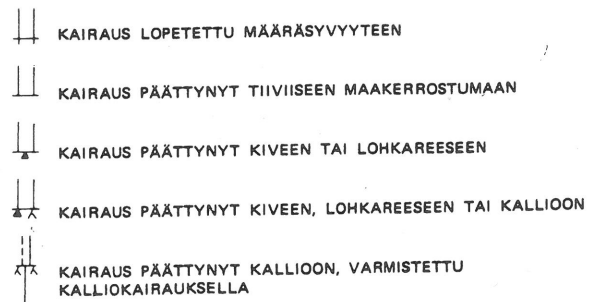 KAIRAUS LOPETETTU MÄÄRÄSYVYYTEEN
KAIRAUS PÄÄTTYNYT TIIVIISEEN MAAKERROSTUMAAN
KAIRAUS PÄÄTTYNYT KIVEEN TAI LOHKAREESEEN
KAIRAUS PÄÄTTYNYT KIVEEN, LOHKAREESEEN TAI KALLIOON
KAIRAUS PÄÄTTYNYT KALLIOON, VARMISTETTU
KALLIOKAIRAUKSELLA